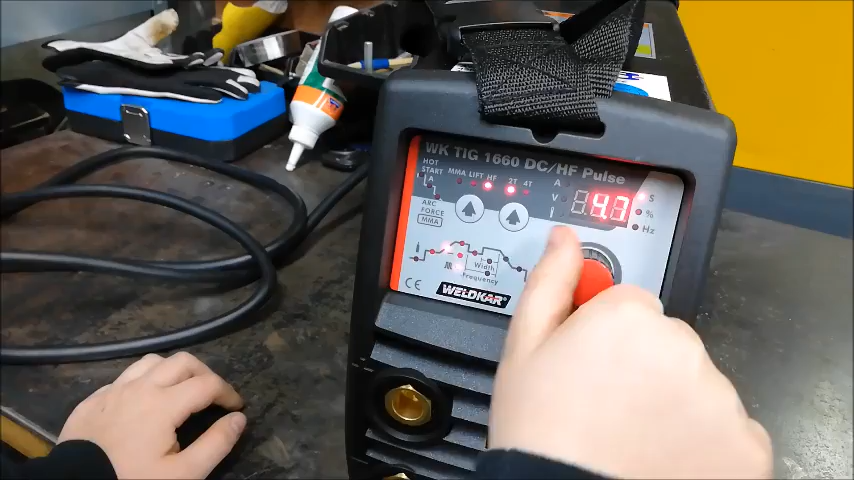 WK TIG 1660 DC/HF Pulse
HOT START
MMA LIFT HF 2T 4T
A
V
S
%
Hz
4.7
ARC FORCE
MMA
Width
Frequency
CE
WELDKAR